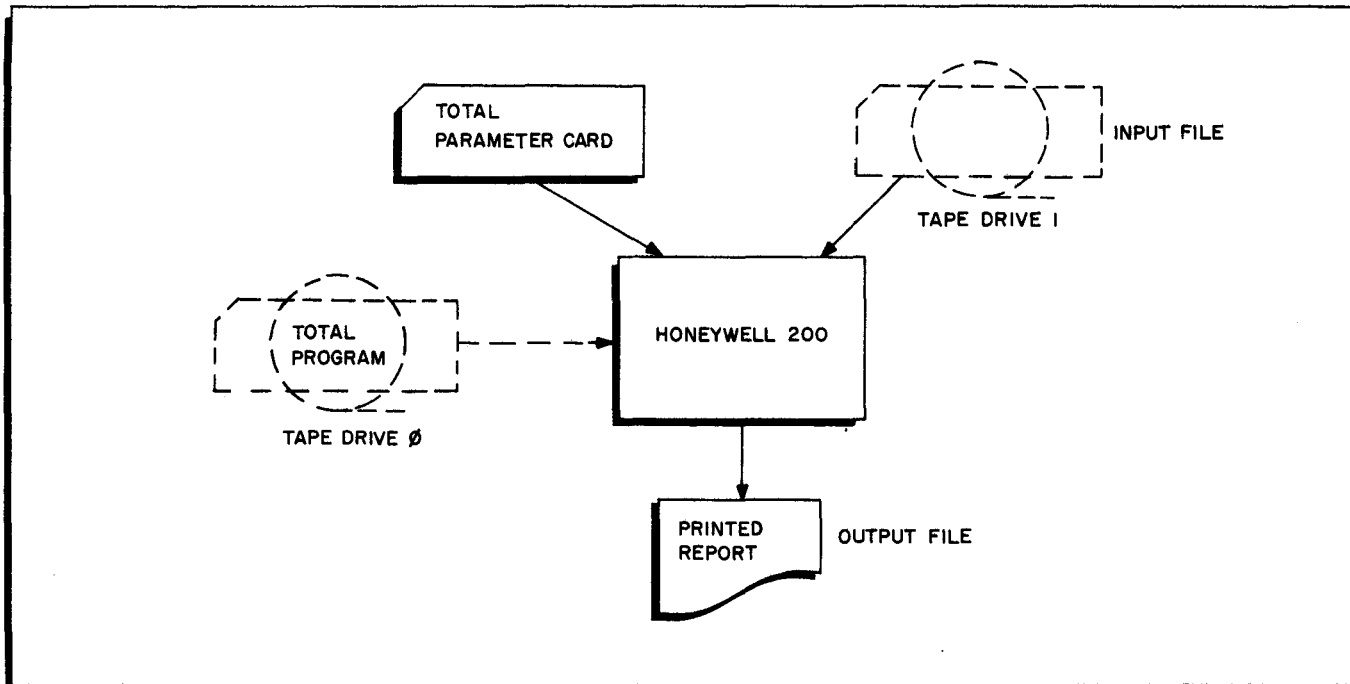 TOTAL
PARAMETER CARD
INPUT FILE
TAPE DRIVE 1
TOTAL
PROGRAM
HONEYWELL 200
TAPE DRIVE Ø
PRINTED
REPORT
OUTPUT FILE